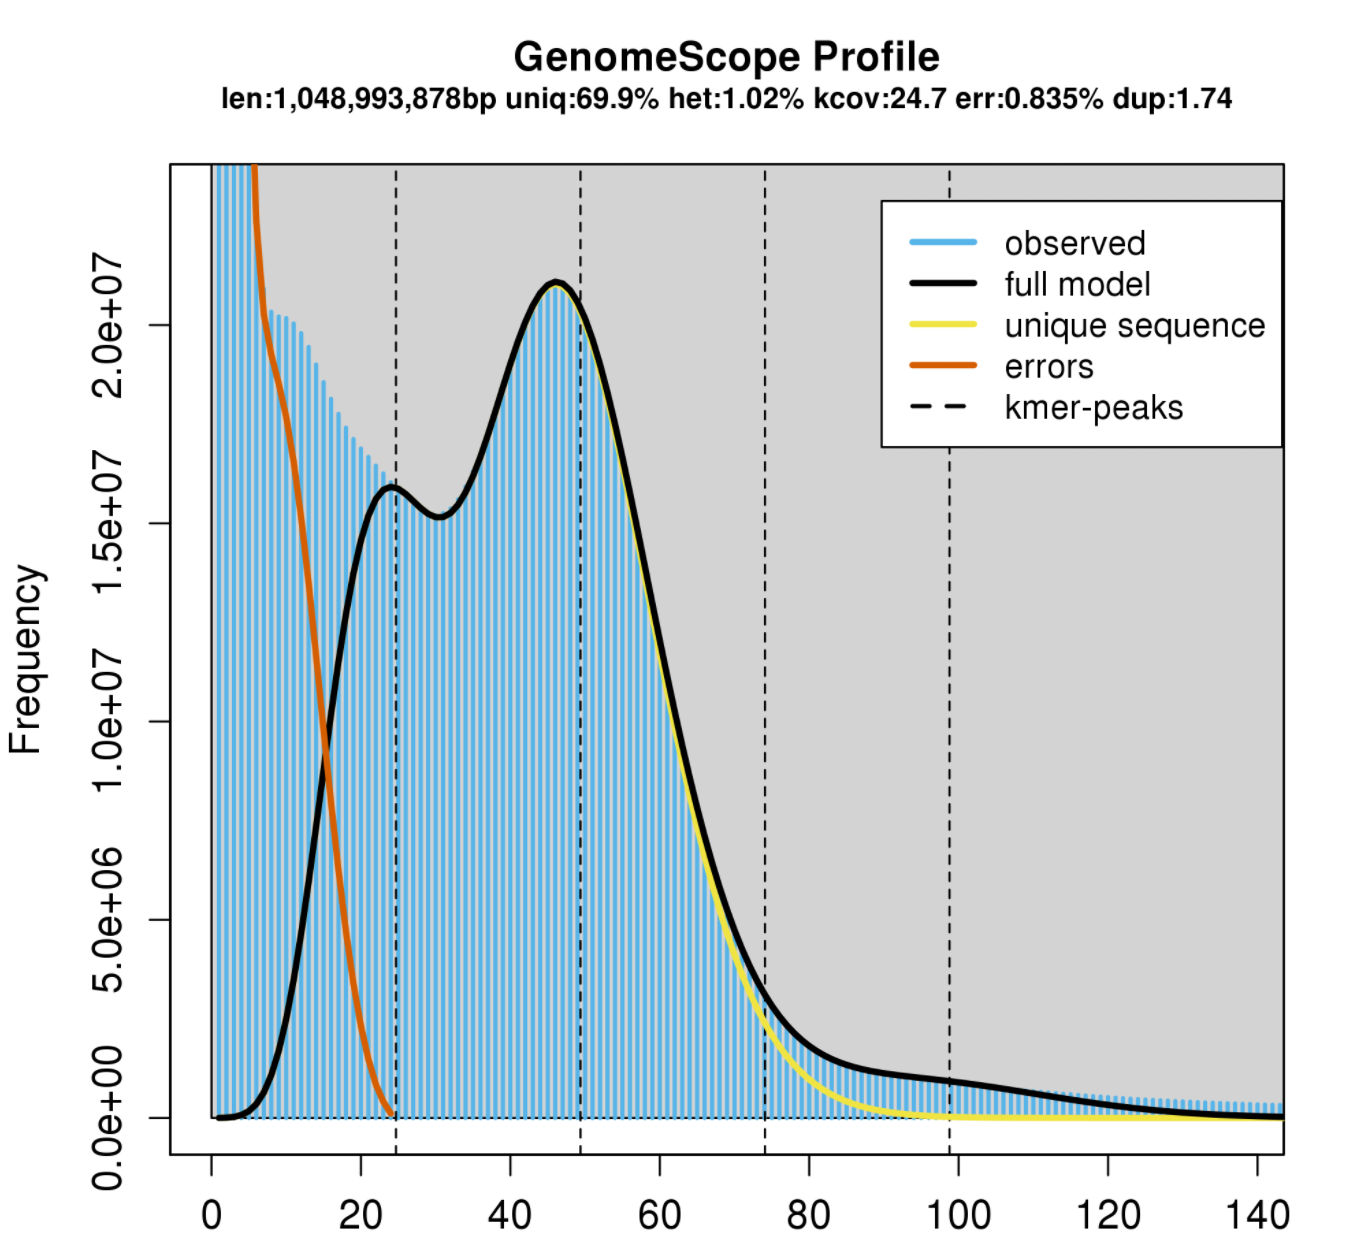 GenomeScope Profile
len:1,048,993,878bp uniq:69.9% het:1.02% kcov:24.7 err:0.835% dup:1.74
observed
full model
unique sequence
errors
kmer-peaks
Frequency
2.0e+07
1.5e+07
1.0e+07
5.0e+06
0.0e+00
0 20 40 60 80 100 120 140